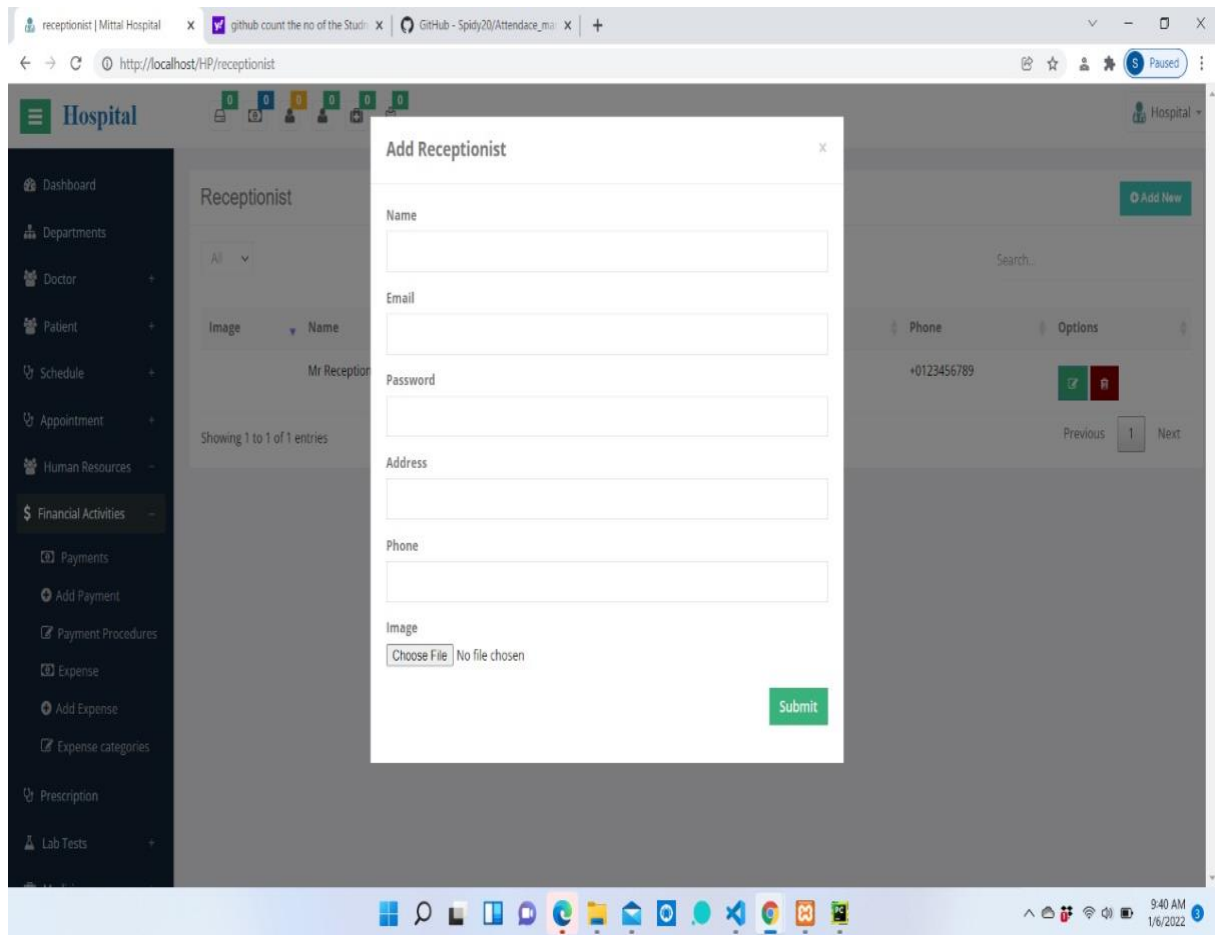 receptionist | Mittal Hospital
github count the no of the Stud
GitHub - Spidy20/Attendace_ma
http://localhost/HP/receptionist
S Paused
Hospital
0 0 0 0 0 0
Hospital
Dashboard
Departments
Doctor +
Patient +
Schedule +
Appointment +
Human Resources -
$ Financial Activities -
Payments
Add Payment
Payment Procedures
Expense
Add Expense
Expense categories
Prescription
Lab Tests +
Receptionist
Add New
All
Search...
Image Name Phone Options
Mr Reception +0123456789
Showing 1 to 1 of 1 entries
Previous 1 Next
Add Receptionist x
Name
Email
Password
Address
Phone
Image
Choose File No file chosen
Submit
9:40 AM
1/6/2022
3